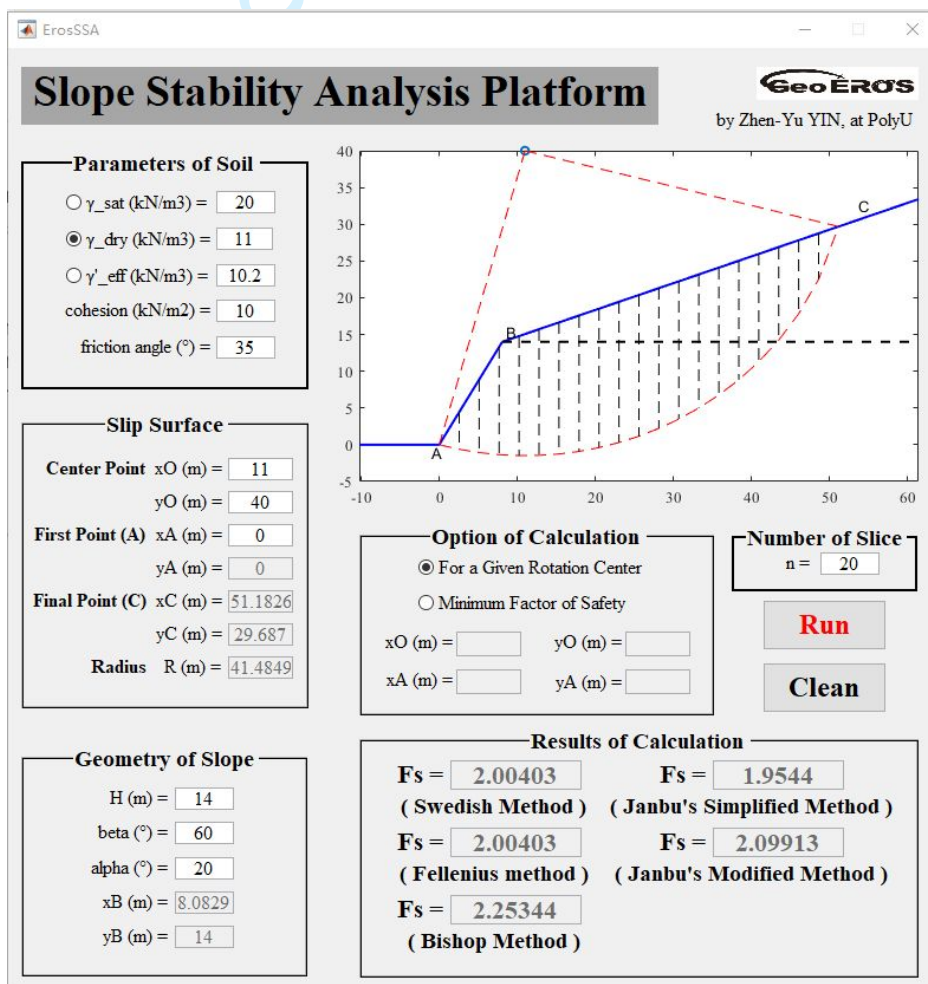 ErosSSA
Slope Stability Analysis Platform
GeoEROS
by Zhen-Yu YIN, at PolyU
Parameters of Soil
γ_sat (kN/m3) = 20
γ_dry (kN/m3) = 11
γ'_eff (kN/m3) = 10.2
cohesion (kN/m2) = 10
friction angle (°) = 35
Slip Surface
Center Point xO (m) = 11
yO (m) = 40
First Point (A) xA (m) = 0
yA (m) = 0
Final Point (C) xC (m) = 51.1826
yC (m) = 29.687
Radius R (m) = 41.4849
Geometry of Slope
H (m) = 14
beta (°) = 60
alpha (°) = 20
xB (m) = 8.0829
yB (m) = 14
40
35
30
25
20
15
10
5
0
-5
-10 0 10 20 30 40 50 60
A
B
C
Option of Calculation
For a Given Rotation Center
Minimum Factor of Safety
xO (m) = yO (m) =
xA (m) = yA (m) =
Number of Slice
n = 20
Run
Clean
Results of Calculation
Fs = 2.00403 Fs = 1.9544
( Swedish Method ) ( Janbu's Simplified Method )
Fs = 2.00403 Fs = 2.09913
( Fellenius method ) ( Janbu's Modified Method )
Fs = 2.25344
( Bishop Method )